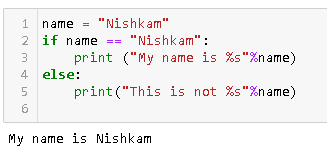 1 name = "Nishkam"
2 if name == "Nishkam":
3     print ("My name is %s"%name)
4 else:
5     print("This is not %s"%name)
6
My name is Nishkam